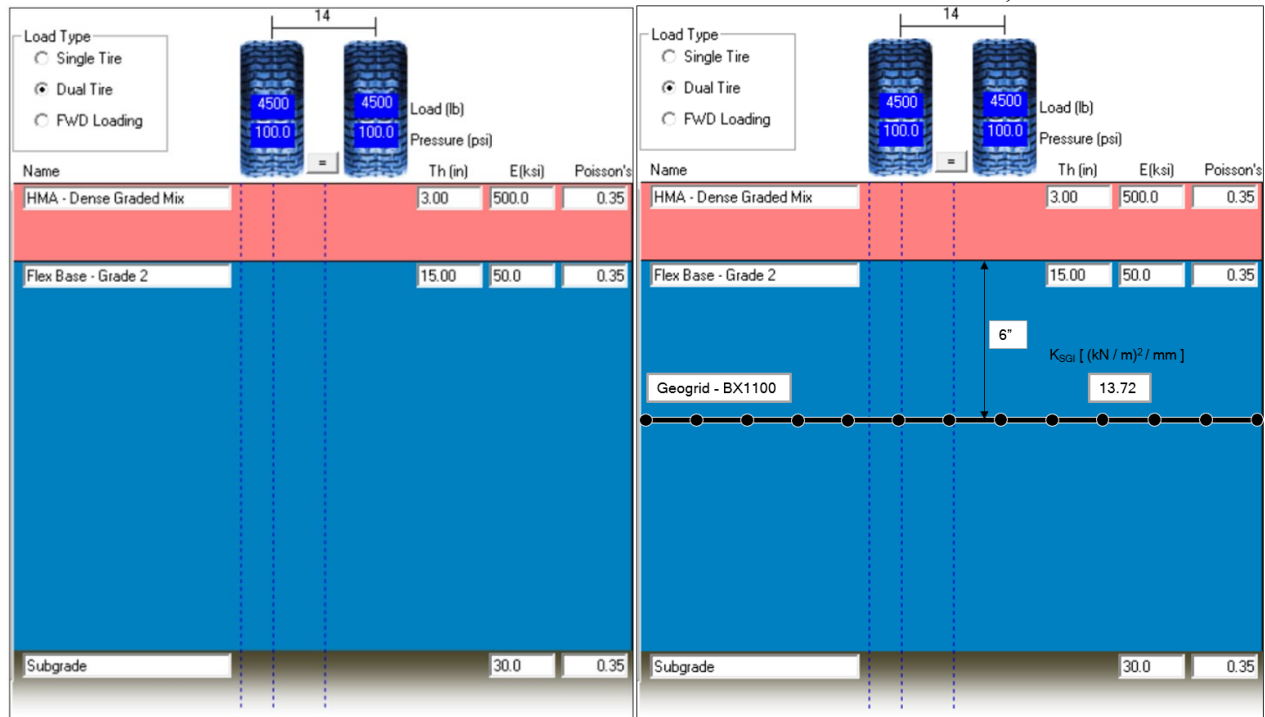 14
Load Type
Single Tire
Dual Tire
FWD Loading
4500
4500
Load (lb)
100.0
100.0
Pressure (psi)
=
Name
Th (in)
E(ksi)
Poisson's
HMA - Dense Graded Mix
3.00
500.0
0.35
Flex Base - Grade 2
15.00
50.0
0.35
Subgrade
30.0
0.35
14
Load Type
Single Tire
Dual Tire
FWD Loading
4500
4500
Load (lb)
100.0
100.0
Pressure (psi)
=
Name
Th (in)
E(ksi)
Poisson's
HMA - Dense Graded Mix
3.00
500.0
0.35
Flex Base - Grade 2
15.00
50.0
0.35
6”
KSGI [ (kN / m)2 / mm ]
Geogrid - BX1100
13.72
Subgrade
30.0
0.35